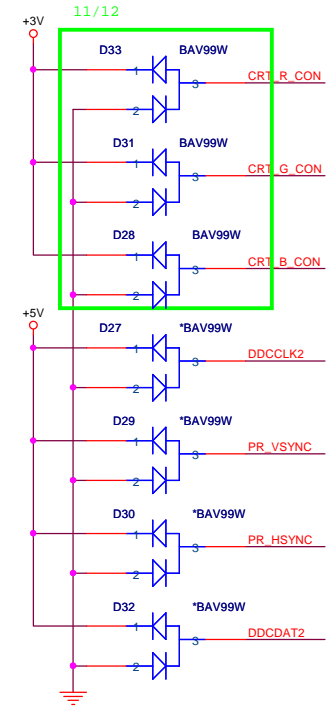 11/12
+3V
D33 BAV99W
1
3 CRT_R_CON
2
D31 BAV99W
1
3 CRT_G_CON
2
D28 BAV99W
1
3 CRT_B_CON
2
+5V
D27 *BAV99W
1
3 DDCCLK2
2
D29 *BAV99W
1
3 PR_VSYNC
2
D30 *BAV99W
1
3 PR_HSYNC
2
D32 *BAV99W
1
3 DDCDAT2
2